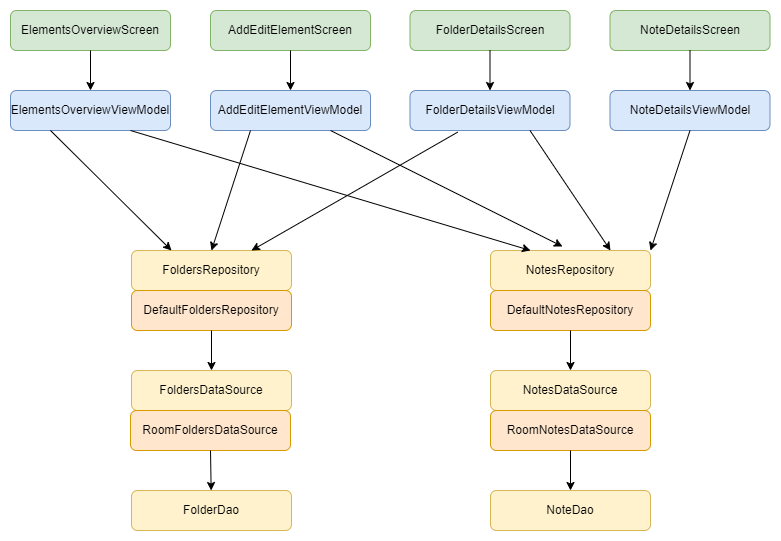 ElementsOverviewScreen
AddEditElementScreen
FolderDetailsScreen
NoteDetailsScreen
ElementsOverviewViewModel
AddEditElementViewModel
FolderDetailsViewModel
NoteDetailsViewModel
FoldersRepository
NotesRepository
DefaultFoldersRepository
DefaultNotesRepository
FoldersDataSource
NotesDataSource
RoomFoldersDataSource
RoomNotesDataSource
FolderDao
NoteDao